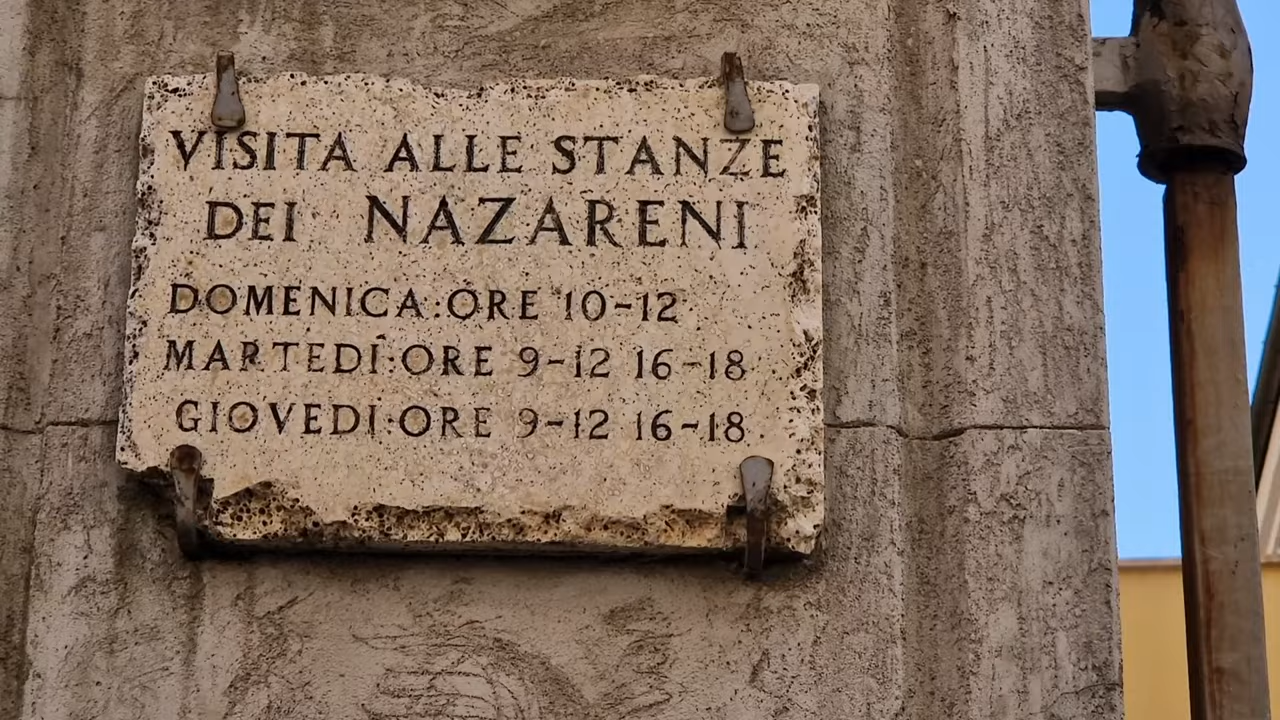 VISITA ALLE STANZE
DEI NAZARENI
DOMENICA:ORE 10-12
MARTEDÌ:ORE 9-12 16-18
GIOVEDI:ORE 9-12 16-18